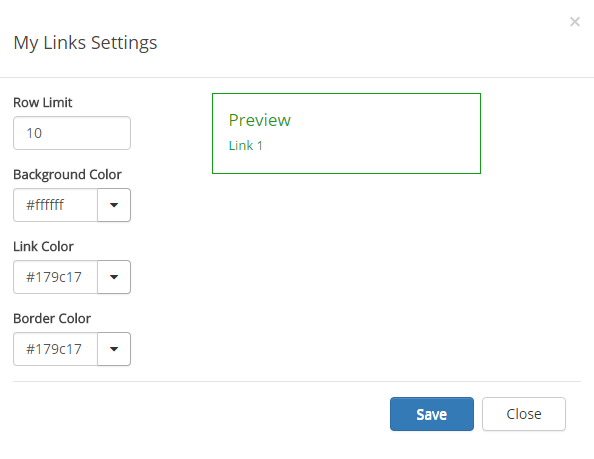 ×
My Links Settings
Row Limit
10
Background Color
#ffffff
Link Color
#179c17
Border Color
#179c17
Preview
Link 1
Save
Close